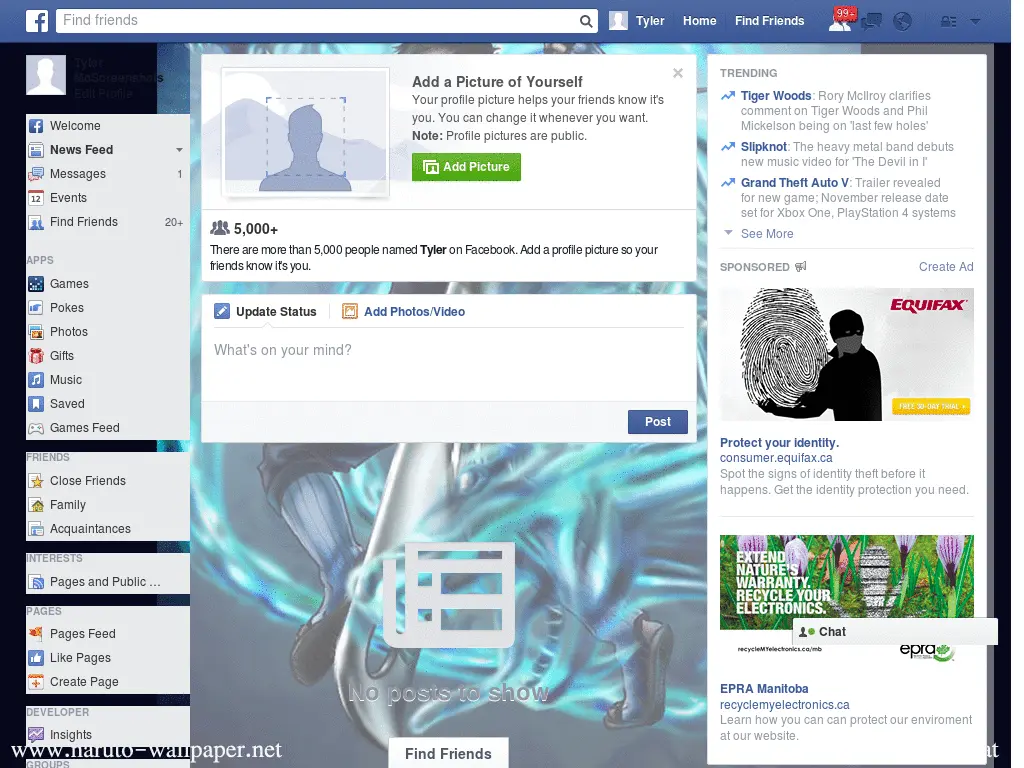 Find friends
Tyler
Home
Find Friends
99+
Tyler
McScreenshots
Edit Profile
Welcome
News Feed
Messages 1
Events
Find Friends 20+
APPS
Games
Pokes
Photos
Gifts
Music
Saved
Games Feed
FRIENDS
Close Friends
Family
Acquaintances
INTERESTS
Pages and Public ...
PAGES
Pages Feed
Like Pages
Create Page
DEVELOPER
Insights
GROUPS
Add a Picture of Yourself
Your profile picture helps your friends know it's
you. You can change it whenever you want.
Note: Profile pictures are public.
Add Picture
5,000+
There are more than 5,000 people named Tyler on Facebook. Add a profile picture so your
friends know it's you.
Update Status
Add Photos/Video
What's on your mind?
Post
No posts to show
Find Friends
TRENDING
Tiger Woods: Rory McIlroy clarifies
comment on Tiger Woods and Phil
Mickelson being on 'last few holes'
Slipknot: The heavy metal band debuts
new music video for 'The Devil in I'
Grand Theft Auto V: Trailer revealed
for new game; November release date
set for Xbox One, PlayStation 4 systems
See More
SPONSORED
Create Ad
EQUIFAX
FREE 30-DAY TRIAL
Protect your identity.
consumer.equifax.ca
Spot the signs of identity theft before it
happens. Get the identity protection you need.
EXTEND
NATURE'S
WARRANTY.
RECYCLE YOUR
ELECTRONICS.
Chat
recycleMYelectronics.ca/mb
epra
EPRA Manitoba
recyclemyelectronics.ca
Learn how you can can protect our enviroment
at our website.
www.naruto-wallpaper.net
at